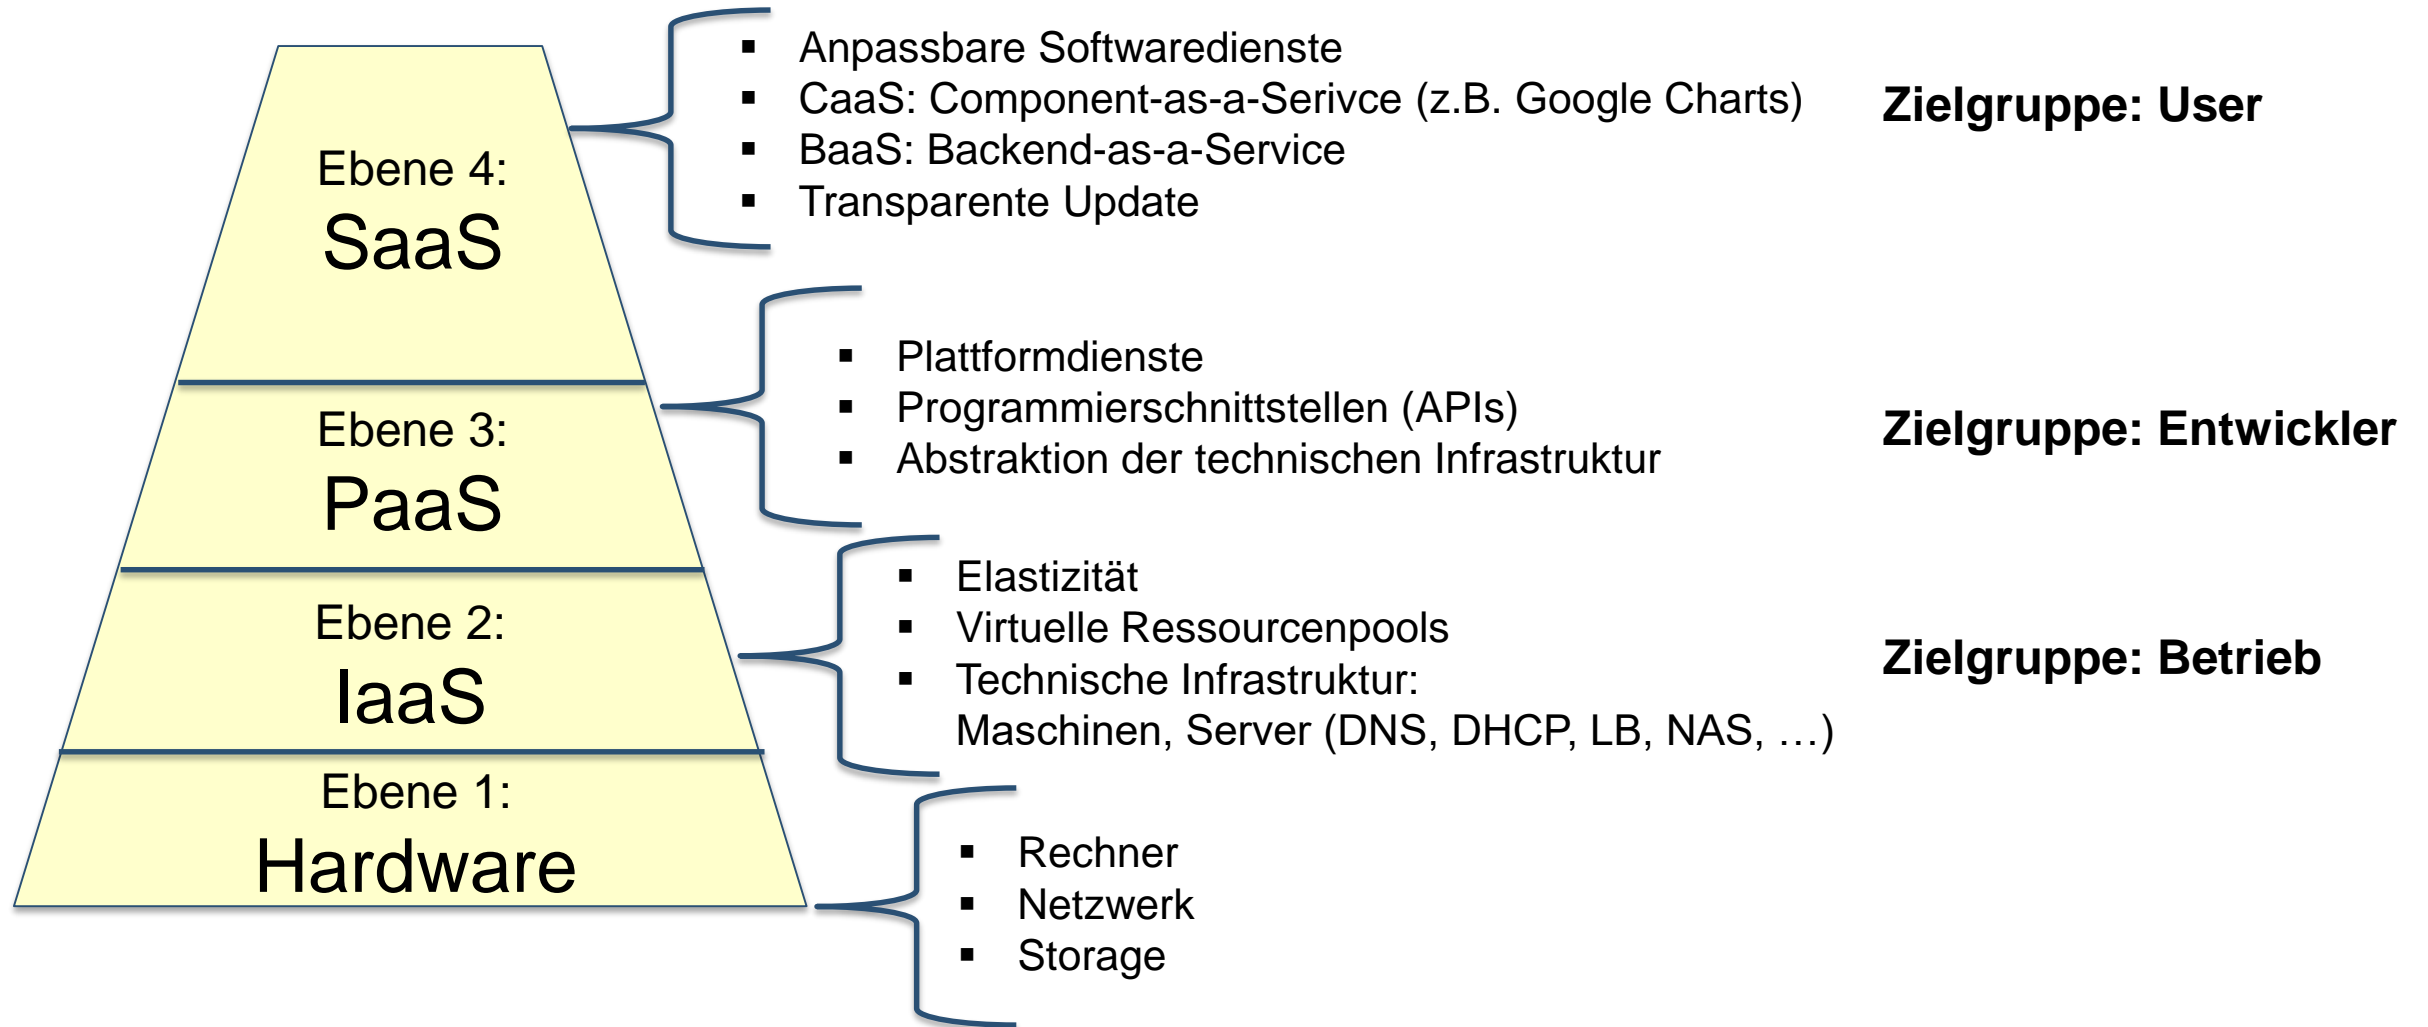 Ebene 4:
SaaS
▪ Anpassbare Softwaredienste
▪ CaaS: Component-as-a-Serivce (z.B. Google Charts)
▪ BaaS: Backend-as-a-Service
▪ Transparente Update
Zielgruppe: User
Ebene 3:
PaaS
▪ Plattformdienste
▪ Programmierschnittstellen (APIs)
▪ Abstraktion der technischen Infrastruktur
Zielgruppe: Entwickler
Ebene 2:
IaaS
▪ Elastizität
▪ Virtuelle Ressourcenpools
▪ Technische Infrastruktur:
Maschinen, Server (DNS, DHCP, LB, NAS, …)
Zielgruppe: Betrieb
Ebene 1:
Hardware
▪ Rechner
▪ Netzwerk
▪ Storage